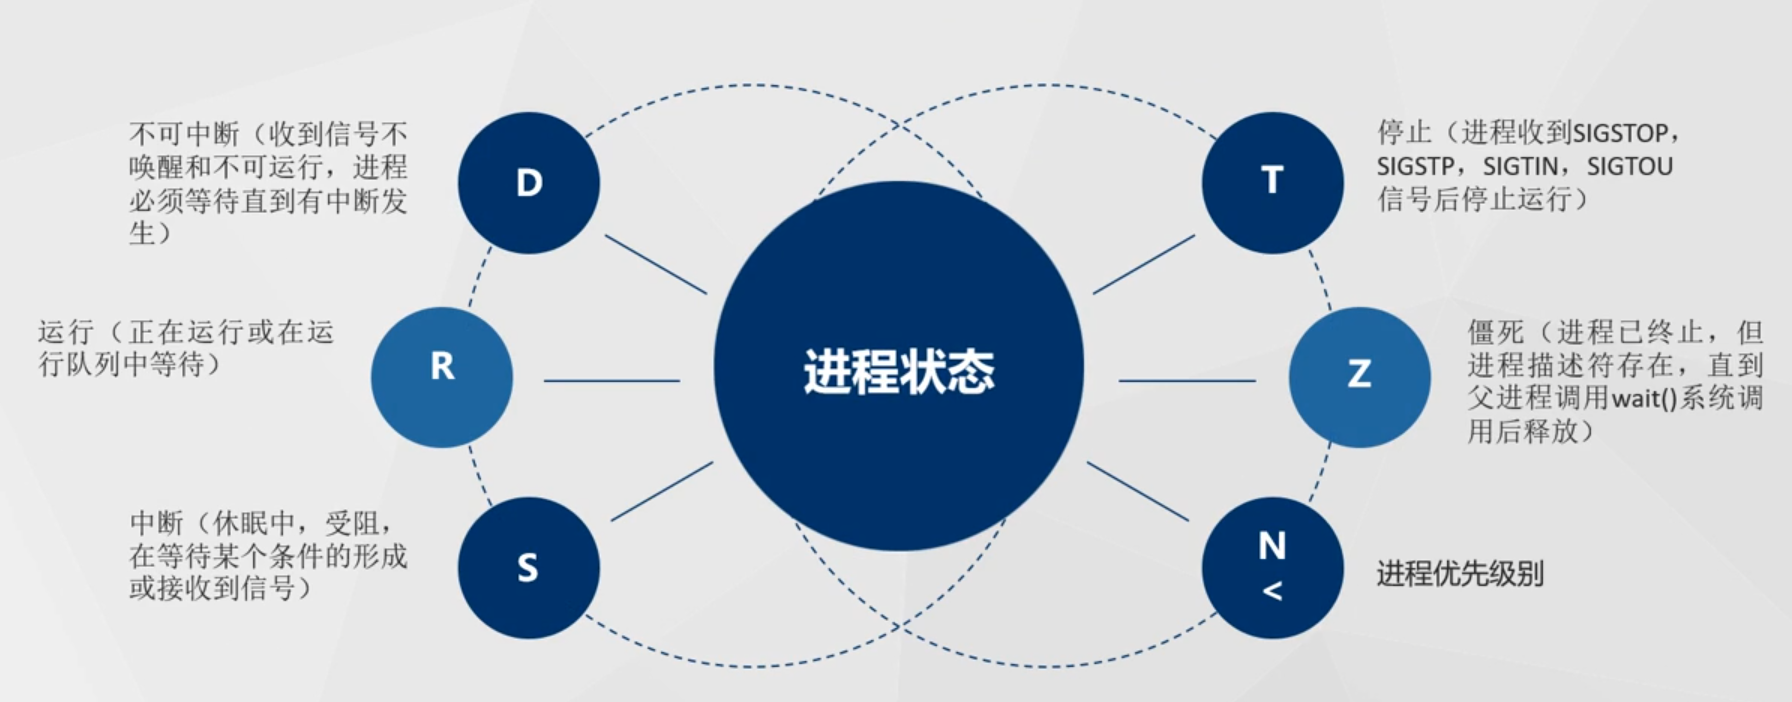 不可中断（收到信号不
唤醒和不可运行，进程
必须等待直到有中断发
生）
D
运行（正在运行或在运
行队列中等待）
R
中断（休眠中，受阻，
在等待某个条件的形成
或接收到信号）
S
进程状态
T
停止（进程收到SIGSTOP，
SIGSTP，SIGTIN，SIGTOU
信号后停止运行）
Z
僵死（进程已终止，但
进程描述符存在，直到
父进程调用wait()系统调
用后释放）
N
<
进程优先级别